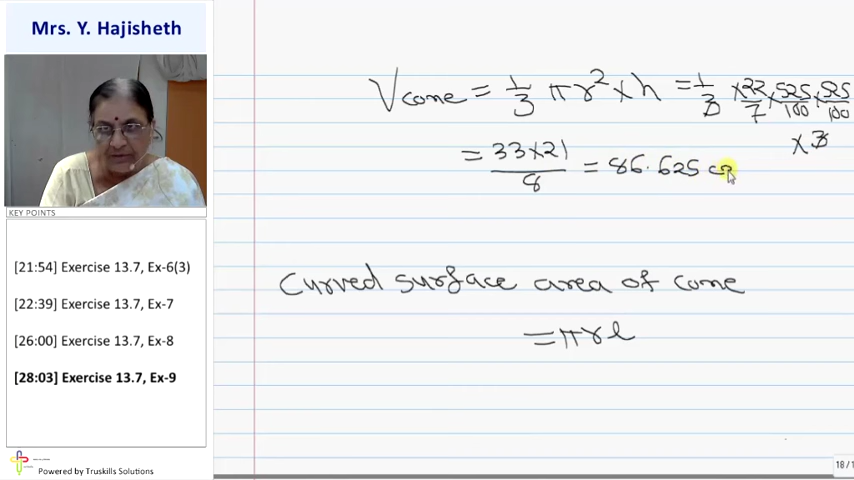 Mrs. Y. Hajisheth
KEY POINTS
[21:54] Exercise 13.7, Ex-6(3)
[22:39] Exercise 13.7, Ex-7
[26:00] Exercise 13.7, Ex-8
[28:03] Exercise 13.7, Ex-9
Powered by Truskills Solutions
V cone = 1/3 πr² × h = 1/3 × 22/7 × 525/100 × 525/100
× 3
= 33×21/8 = 86.625 c
Curved surface area of cone
= πrl
18/1